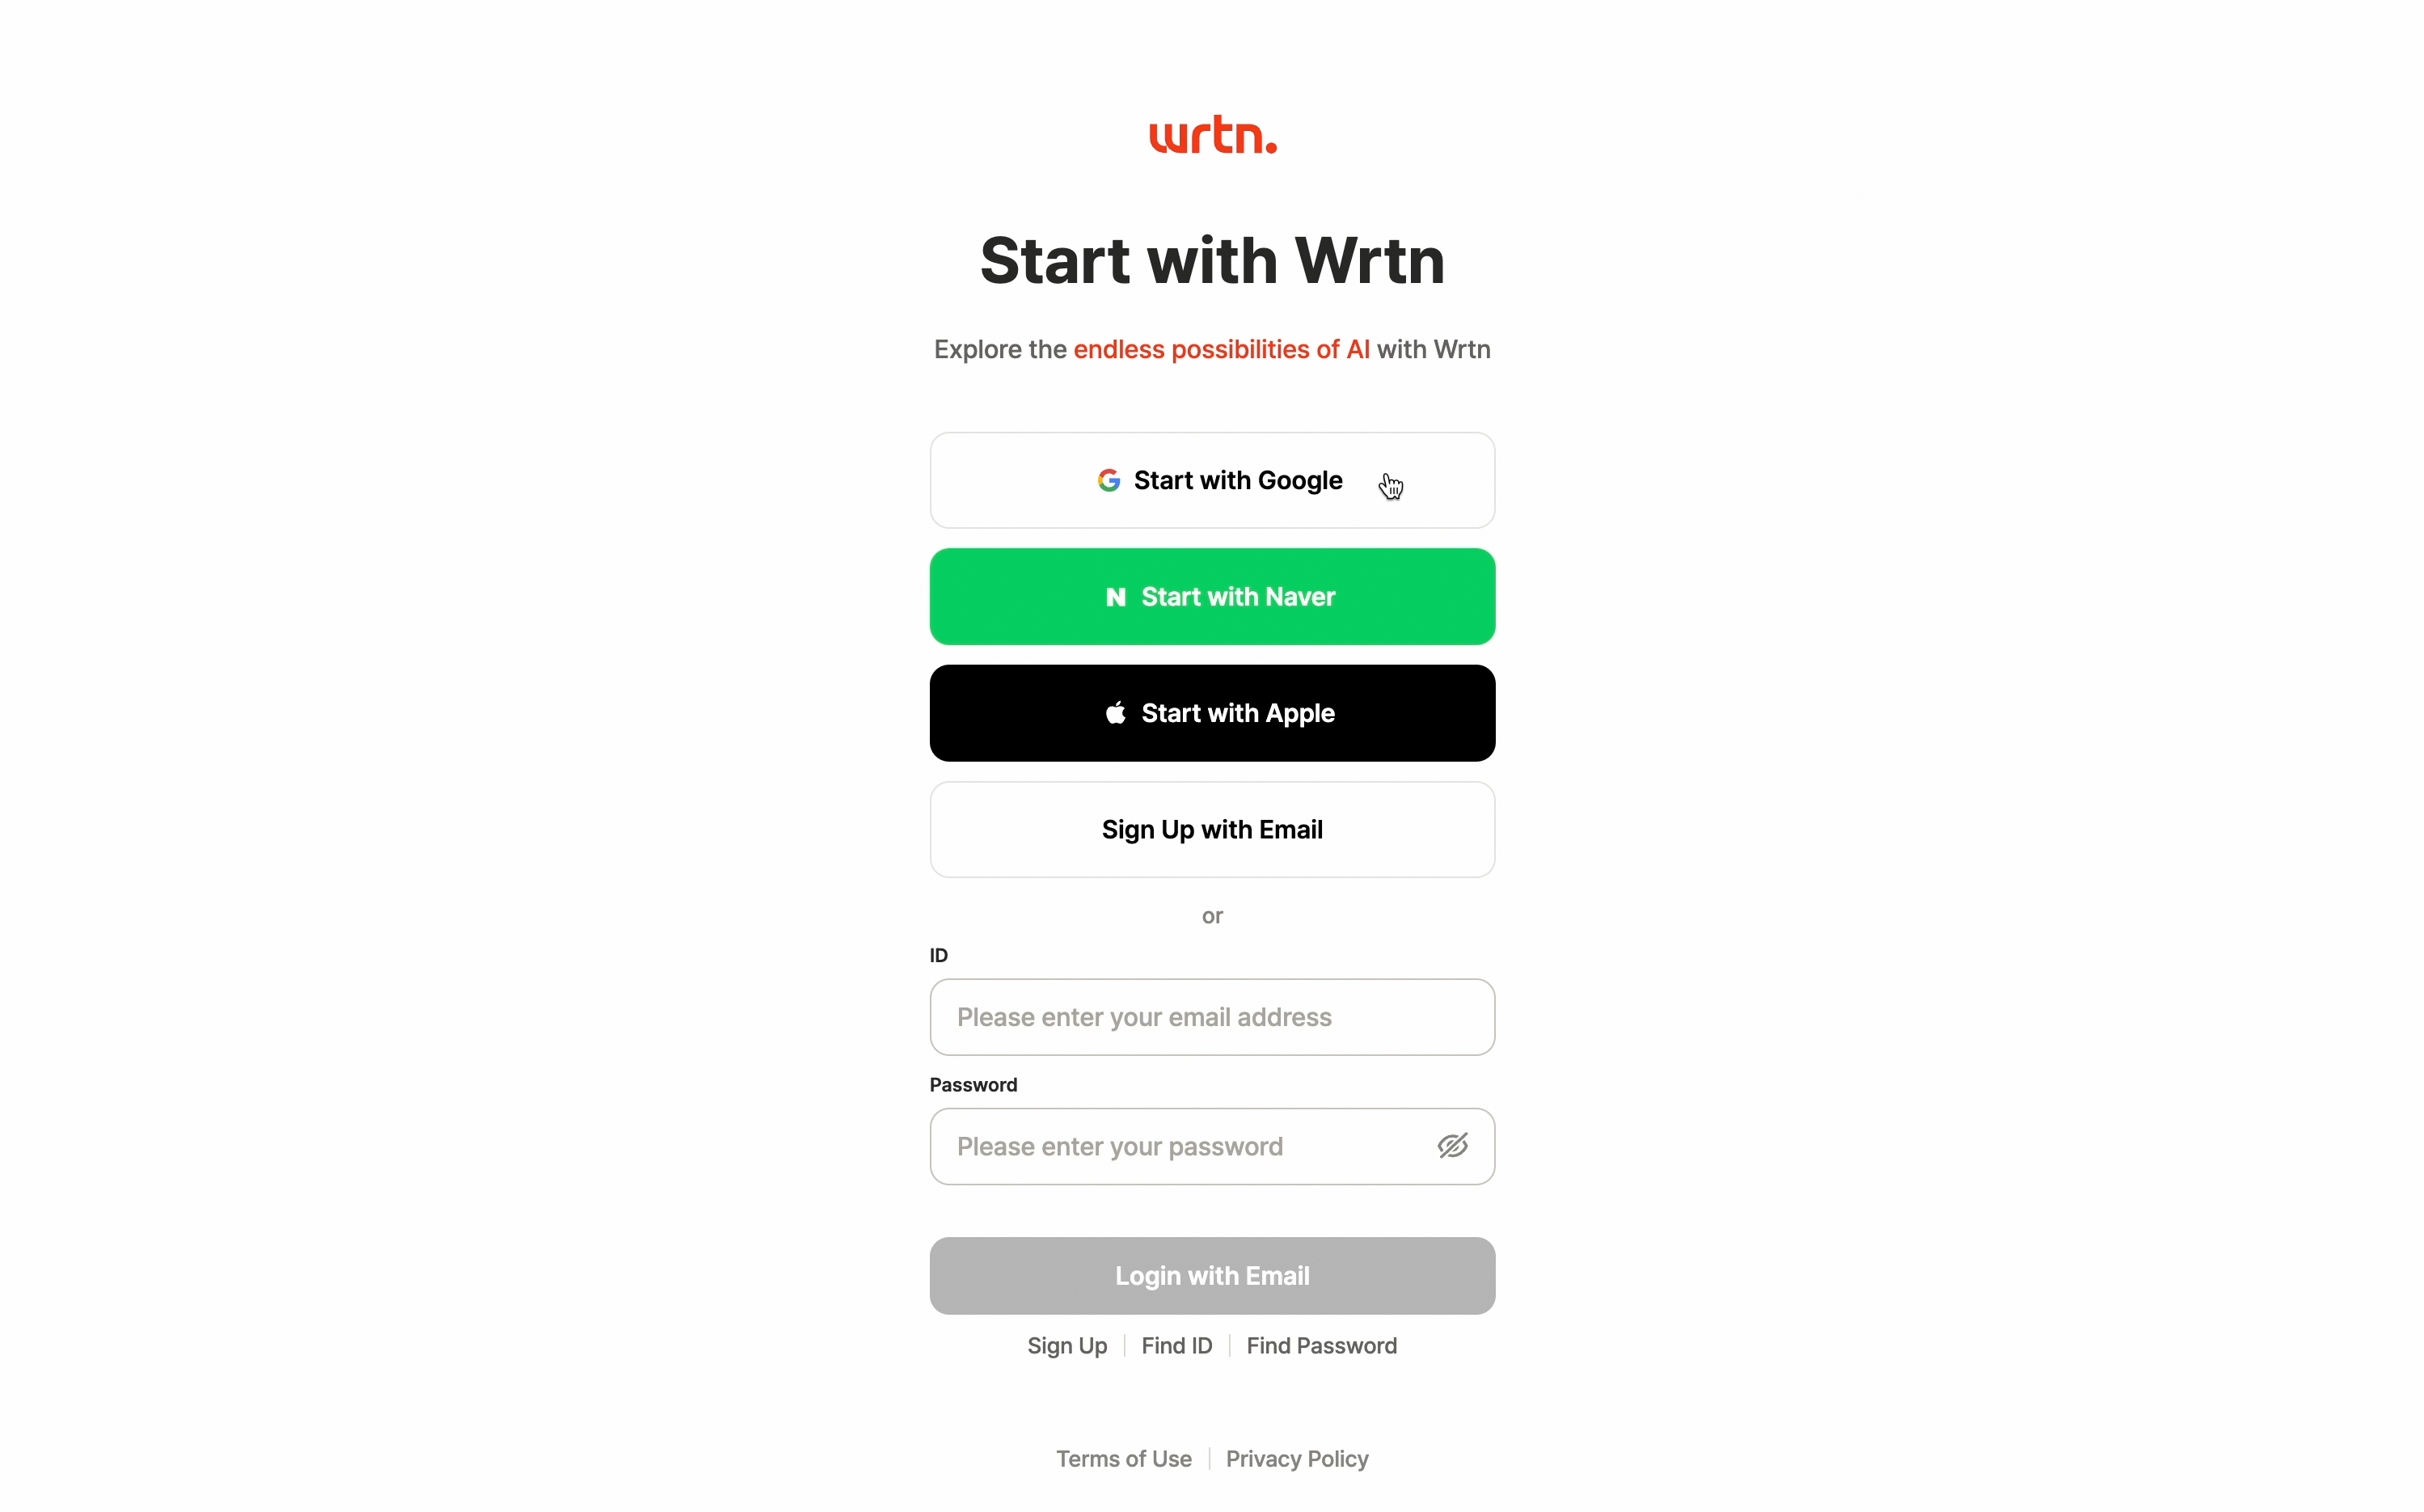 wrtn.
Start with Wrtn
Explore the endless possibilities of AI with Wrtn
Start with Google
N Start with Naver
Start with Apple
Sign Up with Email
or
ID
Please enter your email address
Password
Please enter your password
Login with Email
Sign Up | Find ID | Find Password
Terms of Use | Privacy Policy